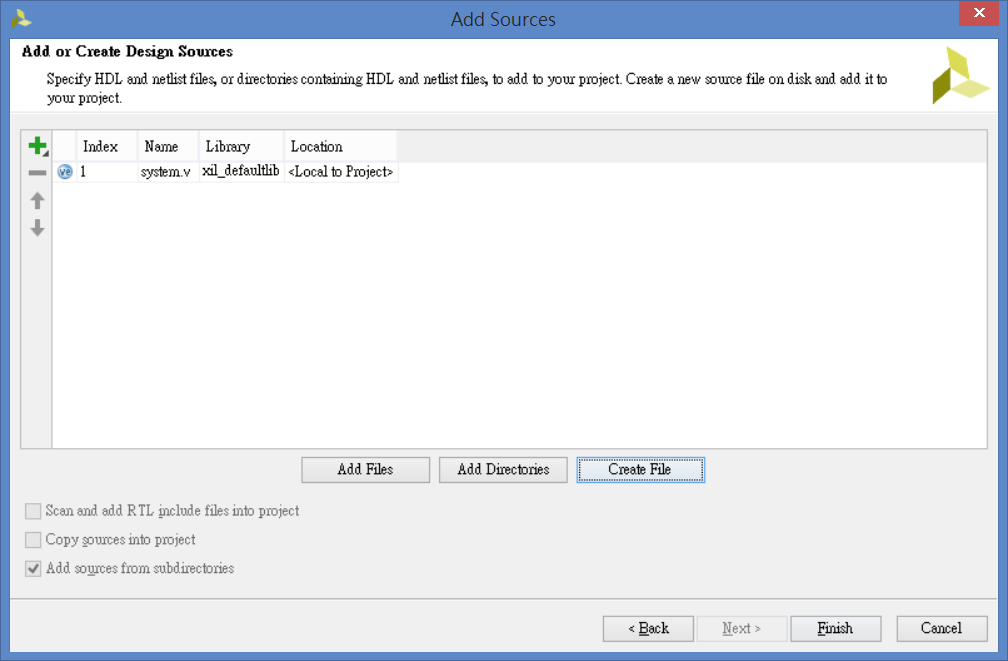 Add Sources
Add or Create Design Sources
Specify HDL and netlist files, or directories containing HDL and netlist files, to add to your project. Create a new source file on disk and add it to
your project.
Index Name Library Location
1 system.v xil_defaultlib <Local to Project>
Add Files Add Directories Create File
Scan and add RTL include files into project
Copy sources into project
Add sources from subdirectories
< Back Next > Finish Cancel